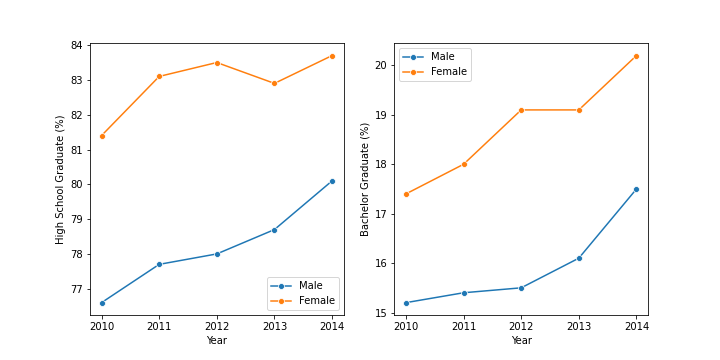 High School Graduate (%)
84
83
82
81
80
79
78
77
2010 2011 2012 2013 2014
Year
Male
Female
Bachelor Graduate (%)
20
19
18
17
16
15
2010 2011 2012 2013 2014
Year
Male
Female